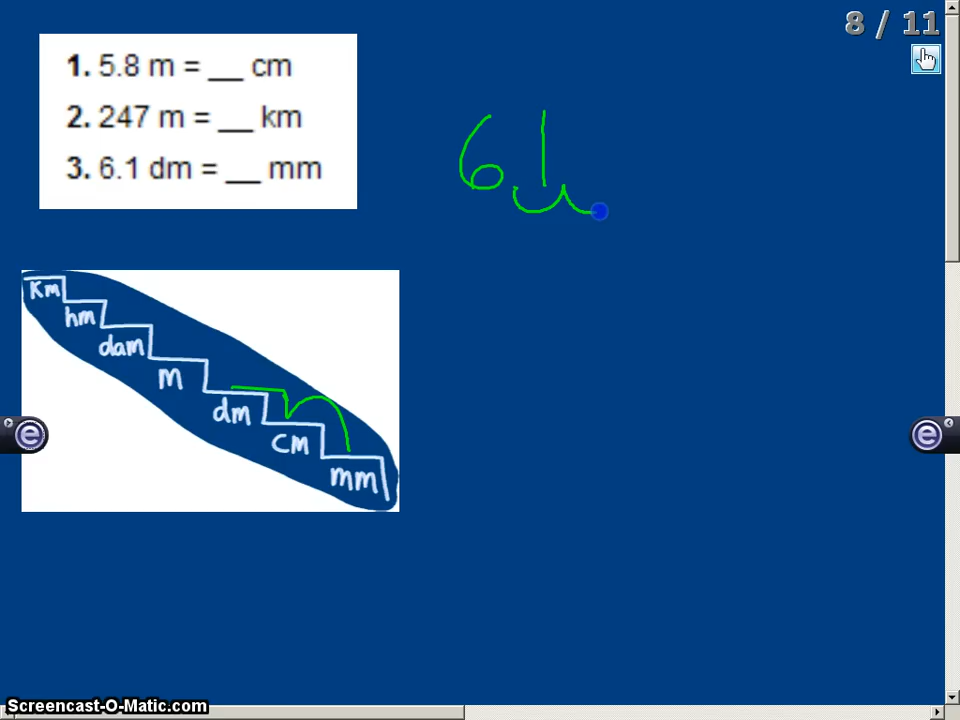 8 / 11
1. 5.8 m = __ cm
2. 247 m = __ km
3. 6.1 dm = __ mm
6.1
Km
hm
dam
m
dm
cm
mm
e
e
Screencast-O-Matic.com